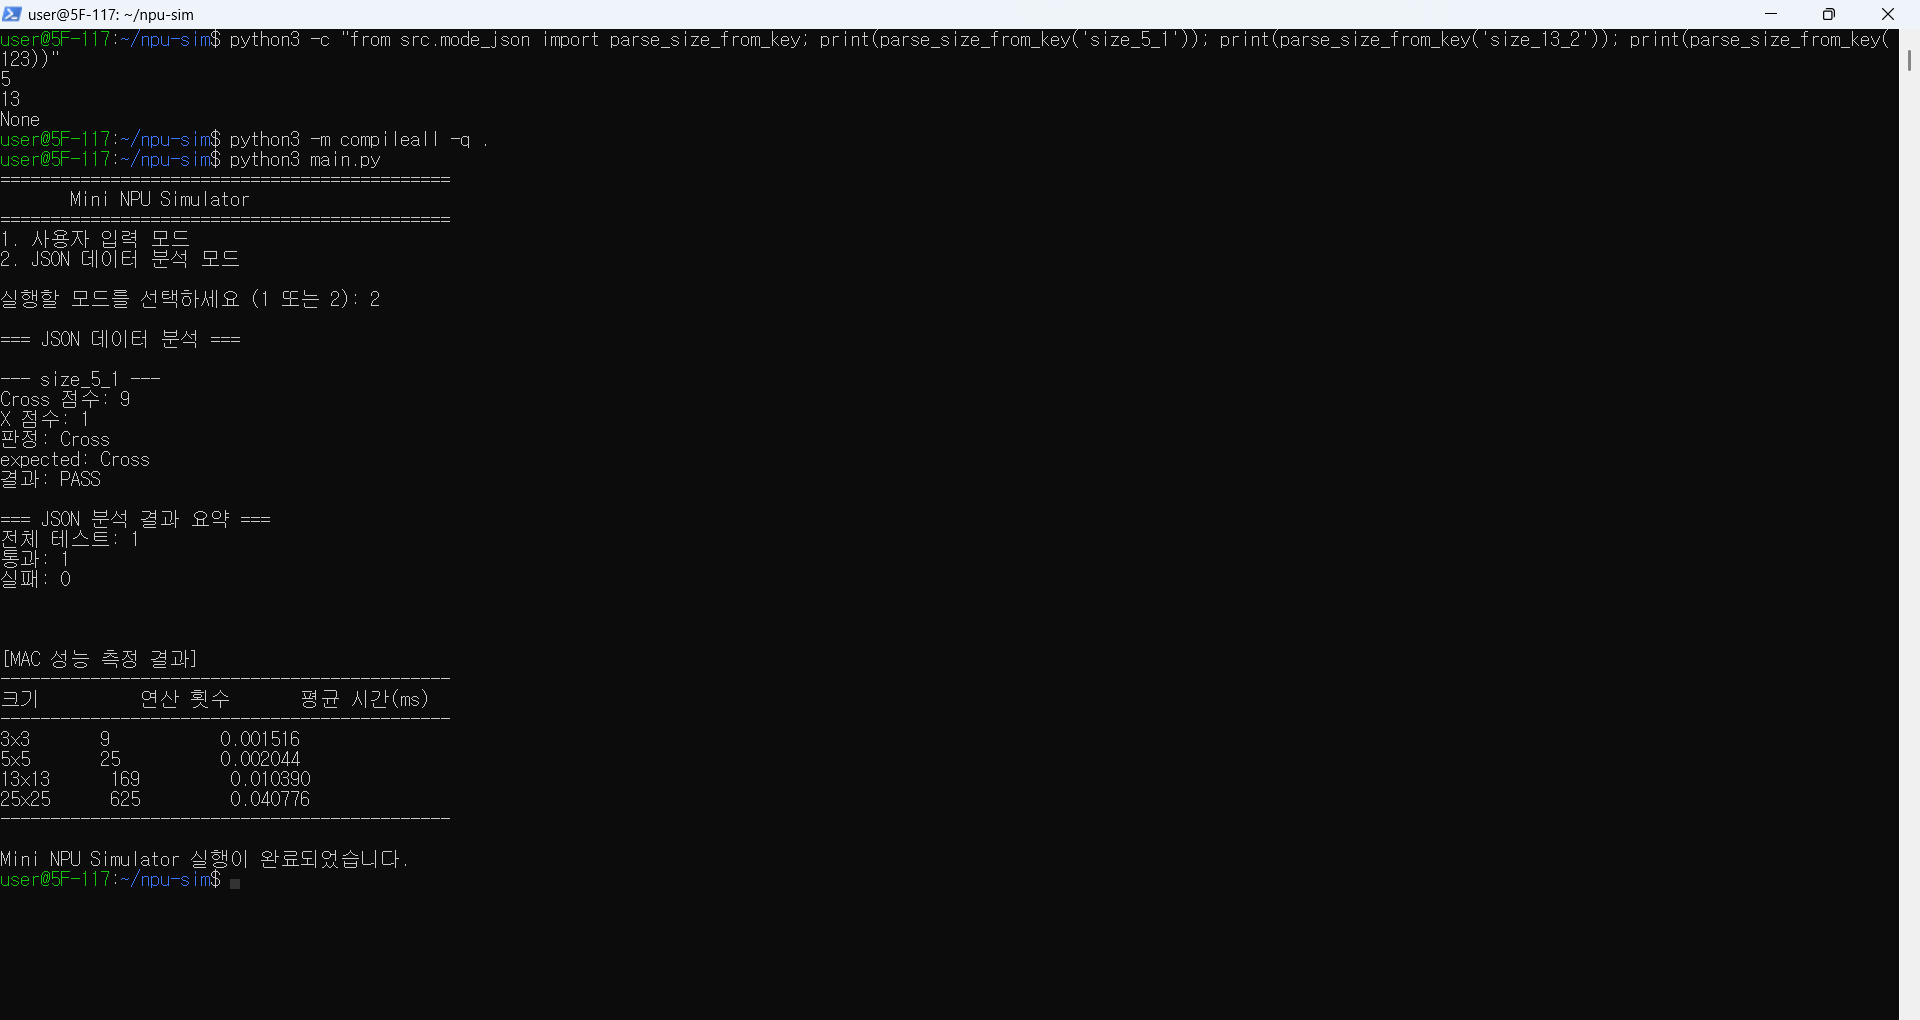 user@5F-117: ~/npu-sim
user@5F-117:~/npu-sim$ python3 -c "from src.mode_json import parse_size_from_key; print(parse_size_from_key('size_5_1')); print(parse_size_from_key('size_13_2')); print(parse_size_from_key(
123))"
5
13
None
user@5F-117:~/npu-sim$ python3 -m compileall -q .
user@5F-117:~/npu-sim$ python3 main.py
=============================================
       Mini NPU Simulator
=============================================
1. 사용자 입력 모드
2. JSON 데이터 분석 모드
실행할 모드를 선택하세요 (1 또는 2): 2
=== JSON 데이터 분석 ===
--- size_5_1 ---
Cross 점수: 9
X 점수: 1
판정: Cross
expected: Cross
결과: PASS
=== JSON 분석 결과 요약 ===
전체 테스트: 1
통과: 1
실패: 0
[MAC 성능 측정 결과]
---------------------------------------------
크기          연산 횟수       평균 시간(ms)
---------------------------------------------
3x3       9           0.001516
5x5       25          0.002044
13x13      169         0.010390
25x25      625         0.040776
---------------------------------------------
Mini NPU Simulator 실행이 완료되었습니다.
user@5F-117:~/npu-sim$